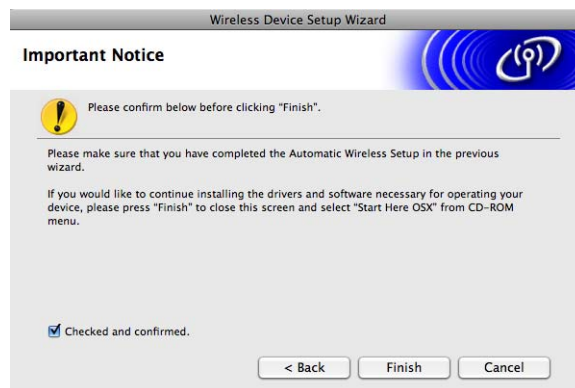 Wireless Device Setup Wizard
Important Notice
Please confirm below before clicking "Finish".
Please make sure that you have completed the Automatic Wireless Setup in the previous
wizard.
If you would like to continue installing the drivers and software necessary for operating your
device, please press "Finish" to close this screen and select "Start Here OSX" from CD-ROM
menu.
Checked and confirmed.
< Back
Finish
Cancel